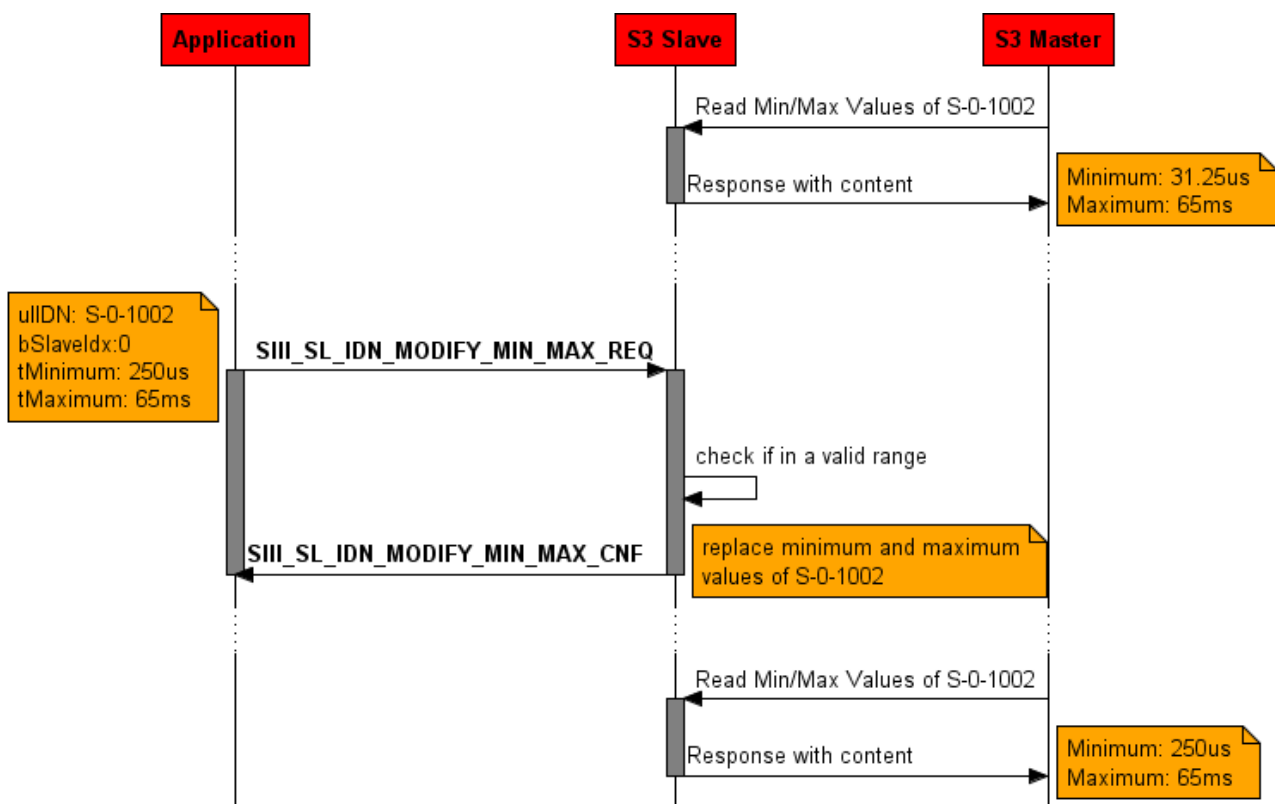 Application
S3 Slave
S3 Master
Read Min/Max Values of S-0-1002
Response with content
Minimum: 31.25us
Maximum: 65ms
ulIDN: S-0-1002
bSlaveIdx:0
tMinimum: 250us
tMaximum: 65ms
SIII_SL_IDN_MODIFY_MIN_MAX_REQ
check if in a valid range
SIII_SL_IDN_MODIFY_MIN_MAX_CNF
replace minimum and maximum
values of S-0-1002
Read Min/Max Values of S-0-1002
Response with content
Minimum: 250us
Maximum: 65ms